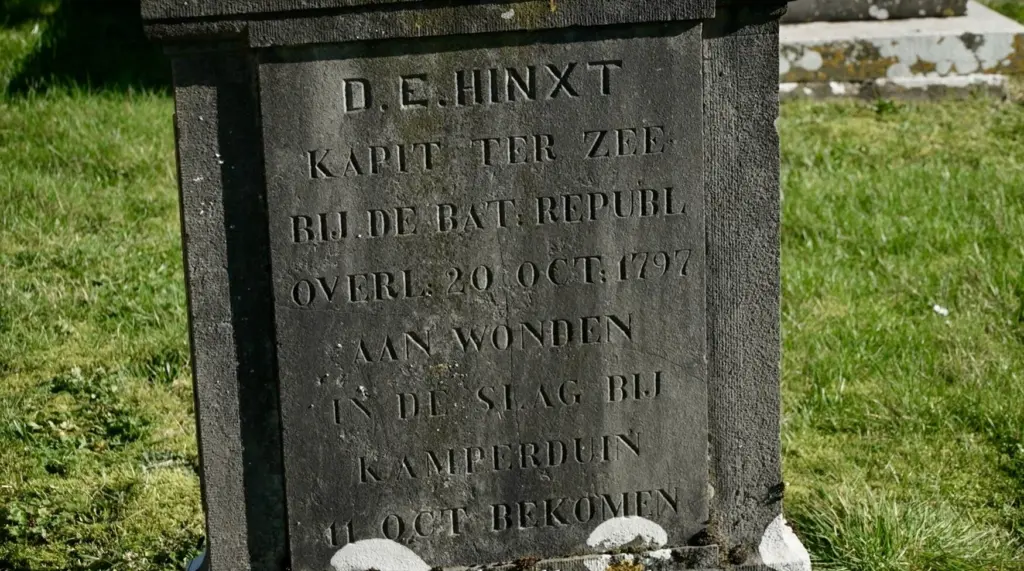 D.E.HINXT
KAPIT TER ZEE
BIJ DE BAT: REPUBL
OVERL: 20 OCT: 1797
AAN WONDEN
IN DE SLAG BIJ
KAMPERDUIN
11 OCT BEKOMEN